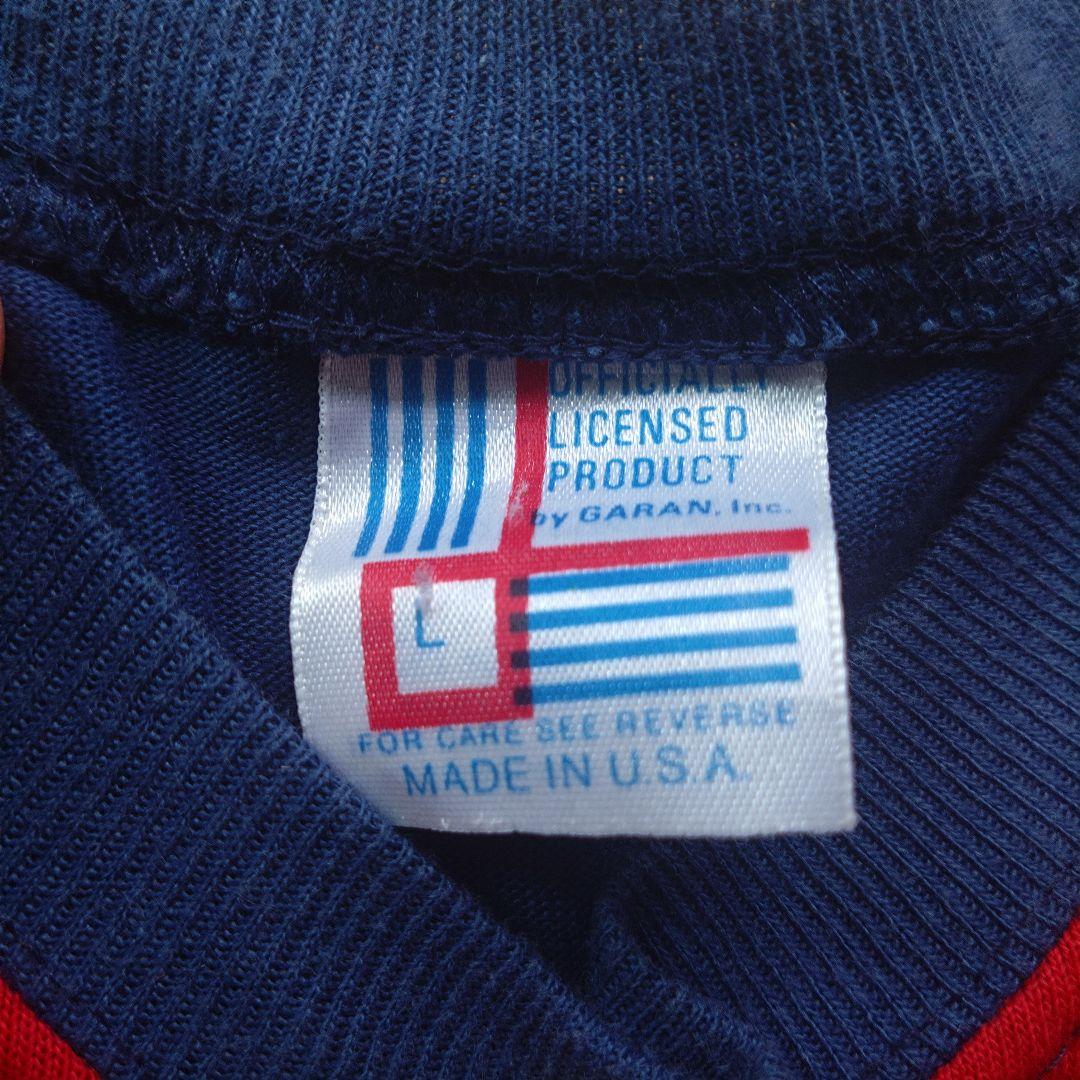 OFFICIALLY
LICENSED
PRODUCT
by GARAN, Inc.
L
FOR CARE SEE REVERSE
MADE IN U.S.A.